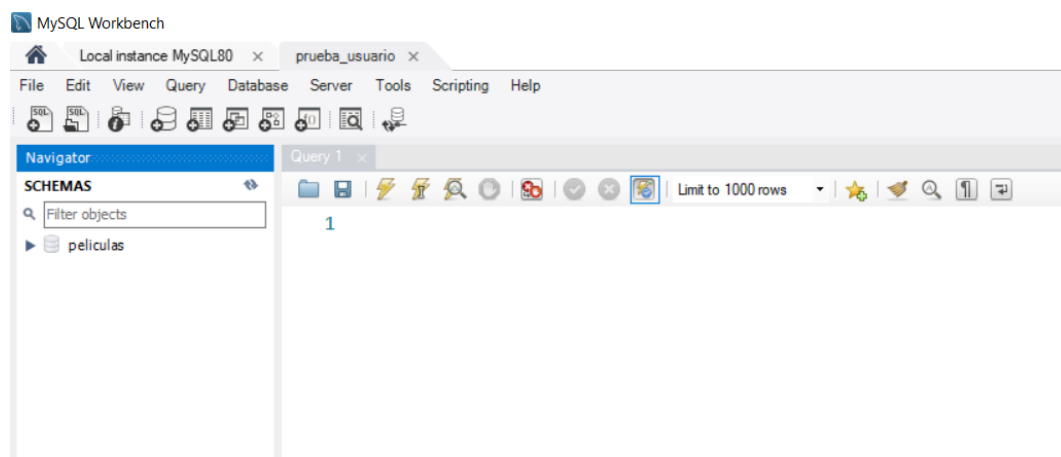 MySQL Workbench
Local instance MySQL80 × prueba_usuario ×
File Edit View Query Database Server Tools Scripting Help
Navigator
Query 1 ×
SCHEMAS
Limit to 1000 rows
Filter objects
1
peliculas